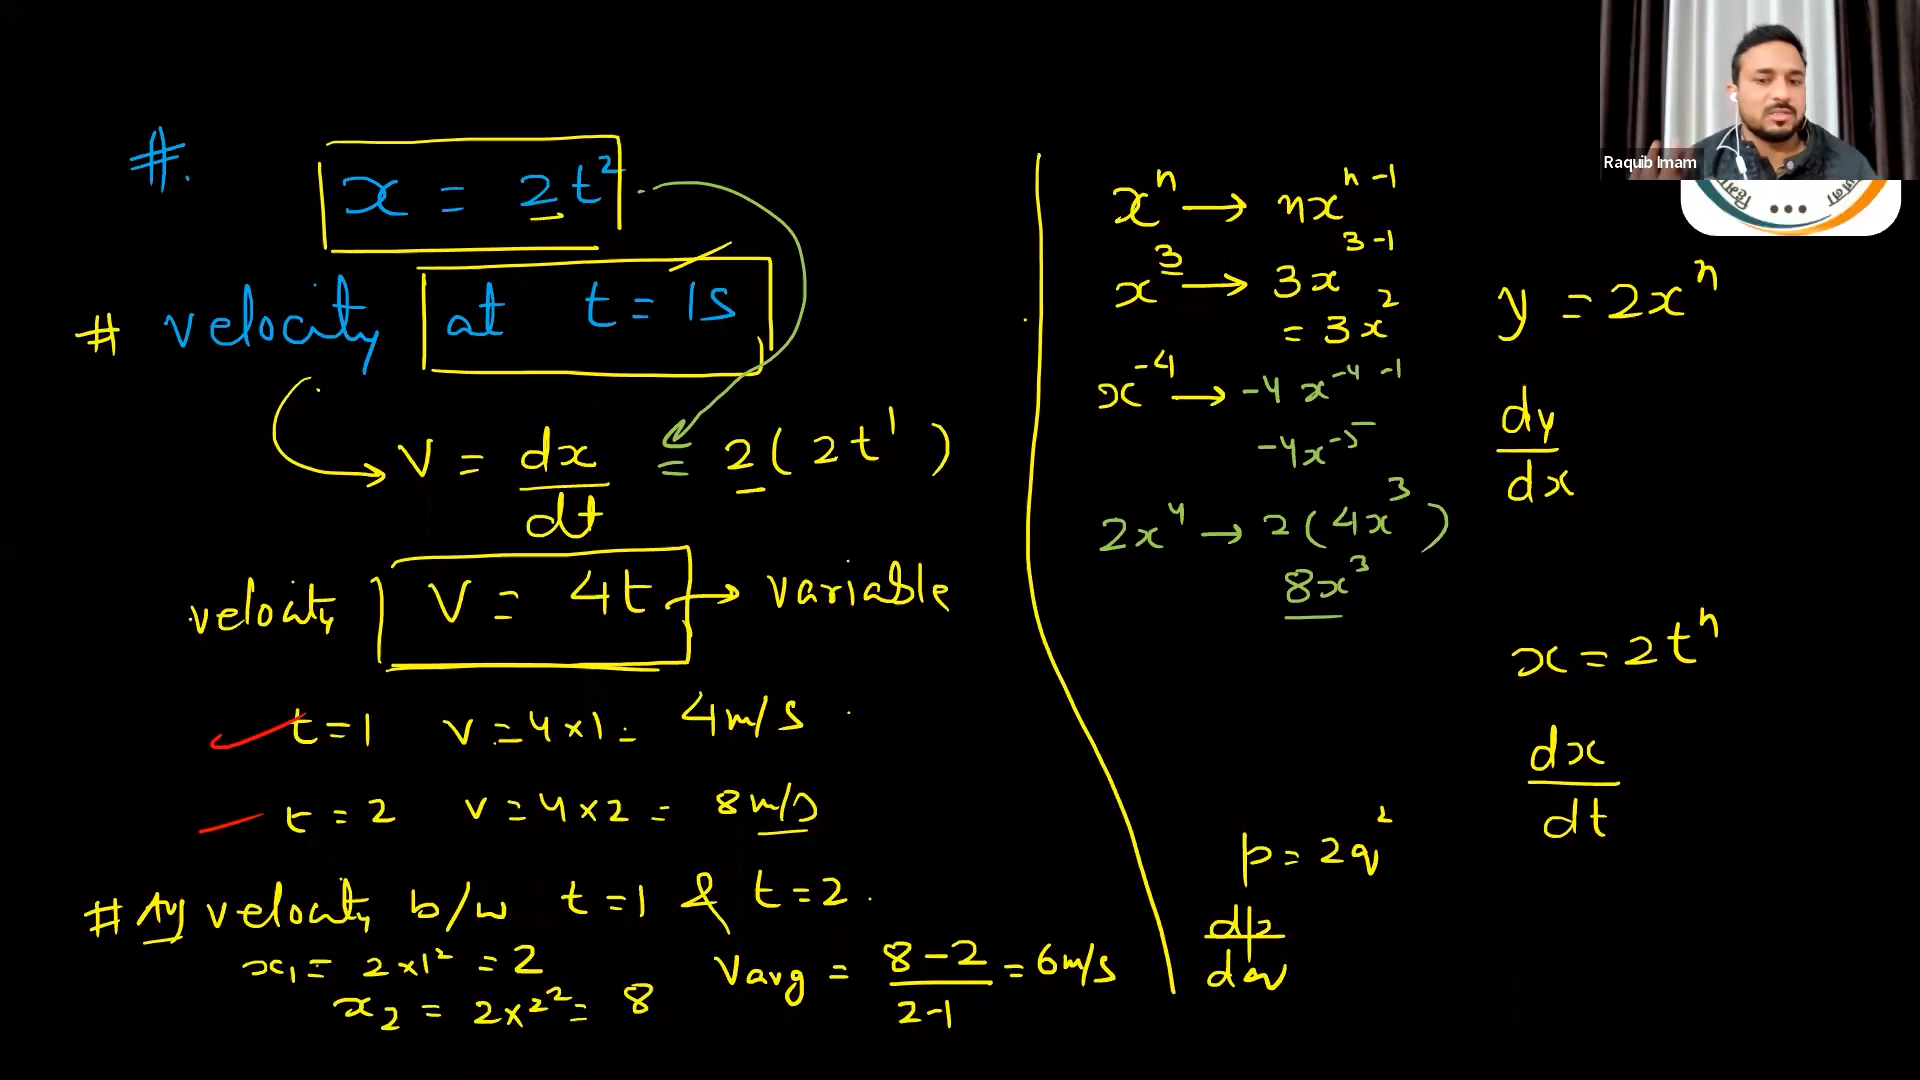 #.
x = 2t²
# velocity at t = 1s
v = dx/dt = 2(2t¹)
velocity v = 4t → variable
t = 1 v = 4×1 = 4m/s
t = 2 v = 4×2 = 8m/s
# Avg velocity b/w t = 1 & t = 2.
x₁ = 2×1² = 2
x₂ = 2×2² = 8
Vavg = (8-2)/(2-1) = 6m/s
xⁿ → nxⁿ⁻¹
x³ → 3x³⁻¹
= 3x²
x⁻⁴ → -4x⁻⁴ ⁻¹
-4x⁻⁵
2x⁴ → 2(4x³)
8x³
y = 2xⁿ
dy/dx
x = 2tⁿ
dx/dt
p = 2q²
dp/dq
Raquib Imam